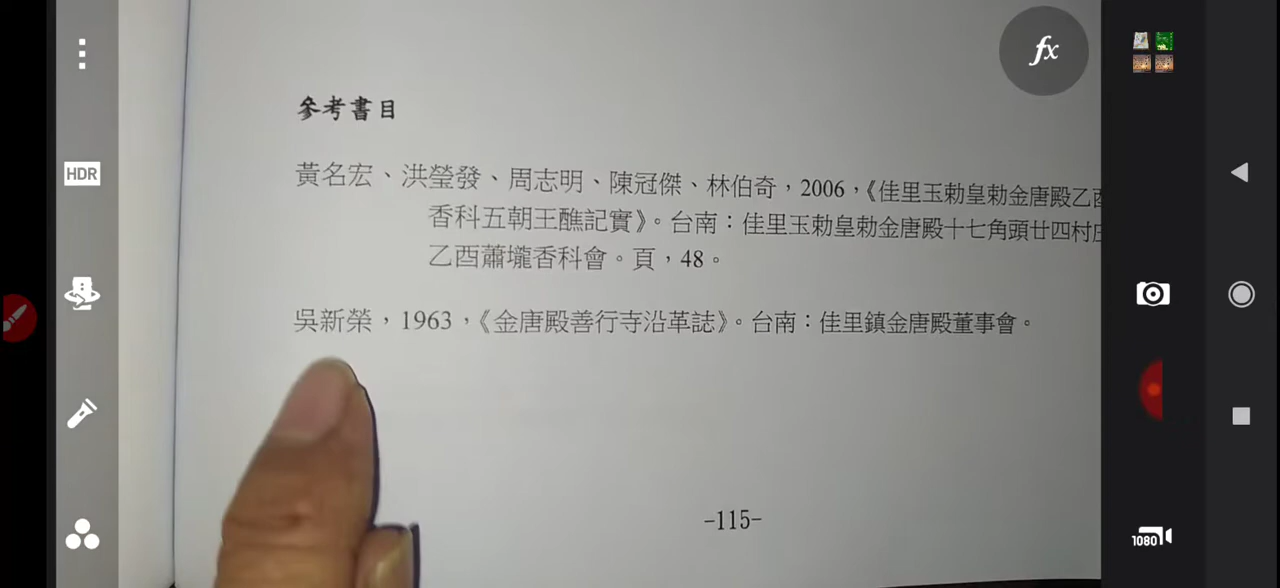 參考書目
黃名宏、洪瑩發、周志明、陳冠傑、林伯奇，2006，《佳里玉勅皇勅金唐殿乙酉
香科五朝王醮記實》。台南：佳里玉勅皇勅金唐殿十七角頭廿四村庄
乙酉蕭壠香科會。頁，48。
吳新榮，1963，《金唐殿善行寺沿革誌》。台南：佳里鎮金唐殿董事會。
-115-
fx
HDR
1080